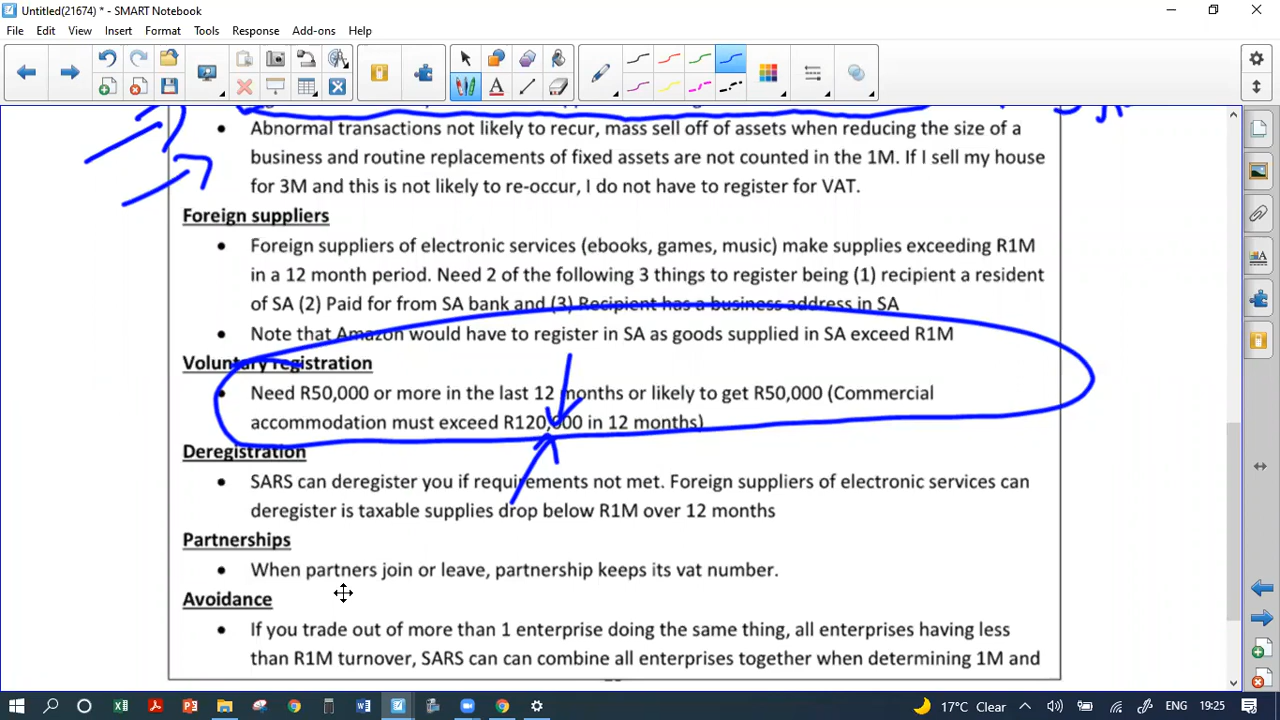 Untitled(21674) * - SMART Notebook
File Edit View Insert Format Tools Response Add-ons Help
Abnormal transactions not likely to recur, mass sell off of assets when reducing the size of a
business and routine replacements of fixed assets are not counted in the 1M. If I sell my house
for 3M and this is not likely to re-occur, I do not have to register for VAT.
Foreign suppliers
Foreign suppliers of electronic services (ebooks, games, music) make supplies exceeding R1M
in a 12 month period. Need 2 of the following 3 things to register being (1) recipient a resident
of SA (2) Paid for from SA bank and (3) Recipient has a business address in SA
Note that Amazon would have to register in SA as goods supplied in SA exceed R1M
Voluntary registration
Need R50,000 or more in the last 12 months or likely to get R50,000 (Commercial
accommodation must exceed R120,000 in 12 months)
Deregistration
SARS can deregister you if requirements not met. Foreign suppliers of electronic services can
deregister is taxable supplies drop below R1M over 12 months
Partnerships
When partners join or leave, partnership keeps its vat number.
Avoidance
If you trade out of more than 1 enterprise doing the same thing, all enterprises having less
than R1M turnover, SARS can can combine all enterprises together when determining 1M and
17°C Clear
ENG
19:25